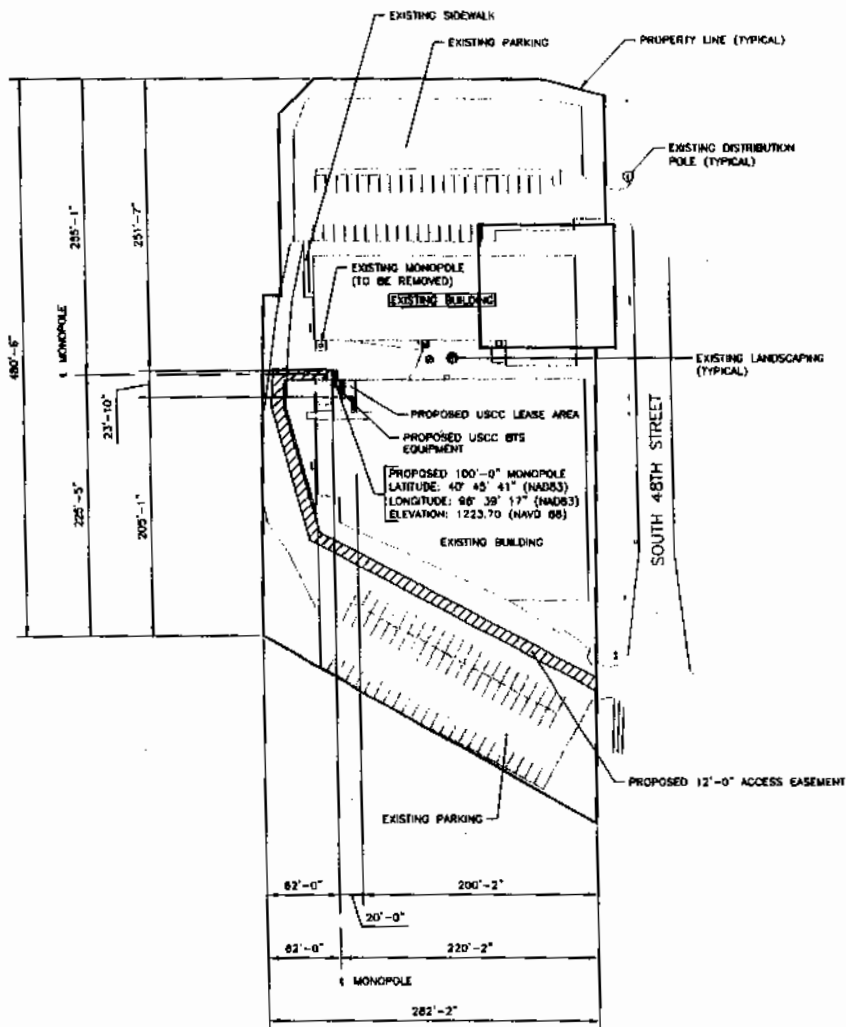 EXISTING SIDEWALK
EXISTING PARKING
PROPERTY LINE (TYPICAL)
EXISTING DISTRIBUTION
POLE (TYPICAL)
EXISTING MONOPOLE
(TO BE REMOVED)
EXISTING BUILDING
EXISTING LANDSCAPING
(TYPICAL)
PROPOSED USCC LEASE AREA
PROPOSED USCC BTS
EQUIPMENT
PROPOSED 100'-0" MONOPOLE
LATITUDE: 40° 45' 41" (NAD83)
LONGITUDE: 96° 39' 17" (NAD83)
ELEVATION: 1223.70 (NAVD 88)
EXISTING BUILDING
SOUTH 48TH STREET
PROPOSED 12'-0" ACCESS EASEMENT
EXISTING PARKING
480'-6"
251'-7"
℄ MONOPOLE
23'-10"
225'-5"
205'-1"
62'-0"
200'-2"
20'-0"
62'-0"
220'-2"
℄ MONOPOLE
282'-2"